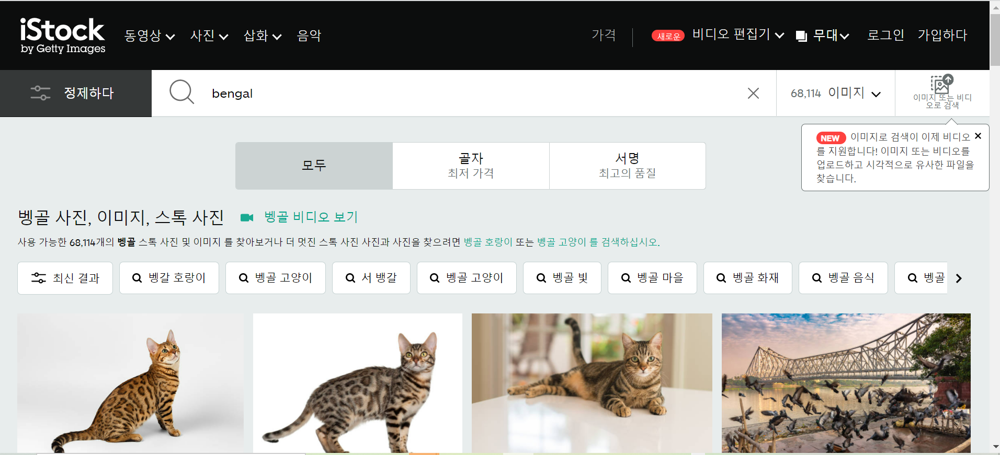 iStock
by Getty Images
동영상
사진
삽화
음악
가격
새로운
비디오 편집기
무대
로그인
가입하다
정제하다
bengal
68,114 이미지
이미지 또는 비디
오로 검색
NEW 이미지로 검색이 이제 비디오
를 지원합니다! 이미지 또는 비디오를
업로드하고 시각적으로 유사한 파일을
찾습니다.
모두
골자
최저 가격
서명
최고의 품질
벵골 사진, 이미지, 스톡 사진
벵골 비디오 보기
사용 가능한 68,114개의 벵골 스톡 사진 및 이미지 를 찾아보거나 더 멋진 스톡 사진 사진과 사진을 찾으려면 벵골 호랑이 또는 벵골 고양이 를 검색하십시오.
최신 결과
벵갈 호랑이
벵골 고양이
서 뱅갈
벵골 고양이
벵골 빛
벵골 마을
벵골 화재
벵골 음식
벵골